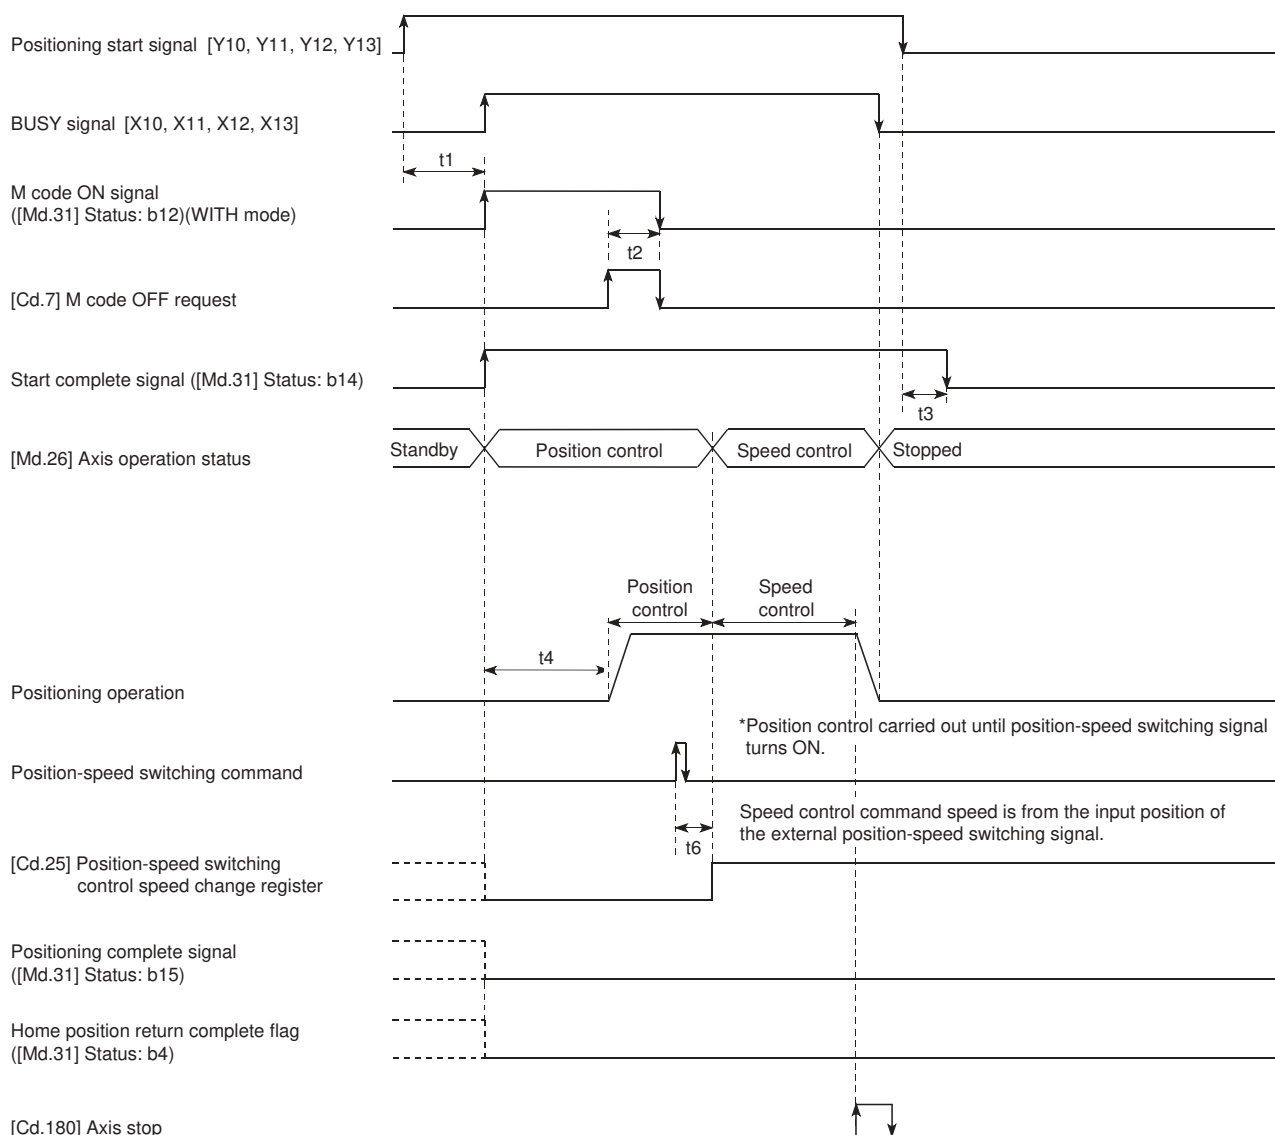 Positioning start signal [Y10, Y11, Y12, Y13]
BUSY signal [X10, X11, X12, X13]
t1
M code ON signal
([Md.31] Status: b12)(WITH mode)
t2
[Cd.7] M code OFF request
Start complete signal ([Md.31] Status: b14)
t3
[Md.26] Axis operation status
Standby
Position control
Speed control
Stopped
Position
control
Speed
control
t4
Positioning operation
*Position control carried out until position-speed switching signal
turns ON.
Position-speed switching command
Speed control command speed is from the input position of
the external position-speed switching signal.
t6
[Cd.25] Position-speed switching
control speed change register
Positioning complete signal
([Md.31] Status: b15)
Home position return complete flag
([Md.31] Status: b4)
[Cd.180] Axis stop